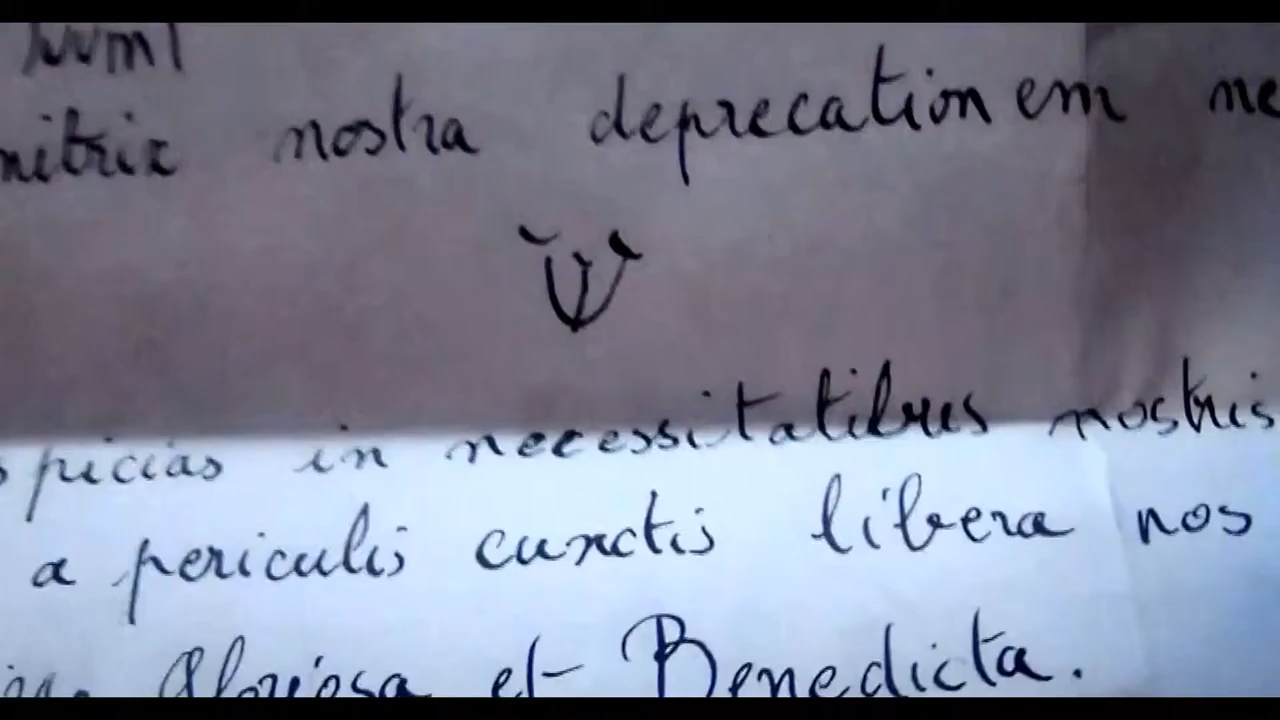 nitrix nostra deprecationem ne
spicias in necessitatibus nostris
a periculis cunctis libera nos
Gloriosa et Benedicta.